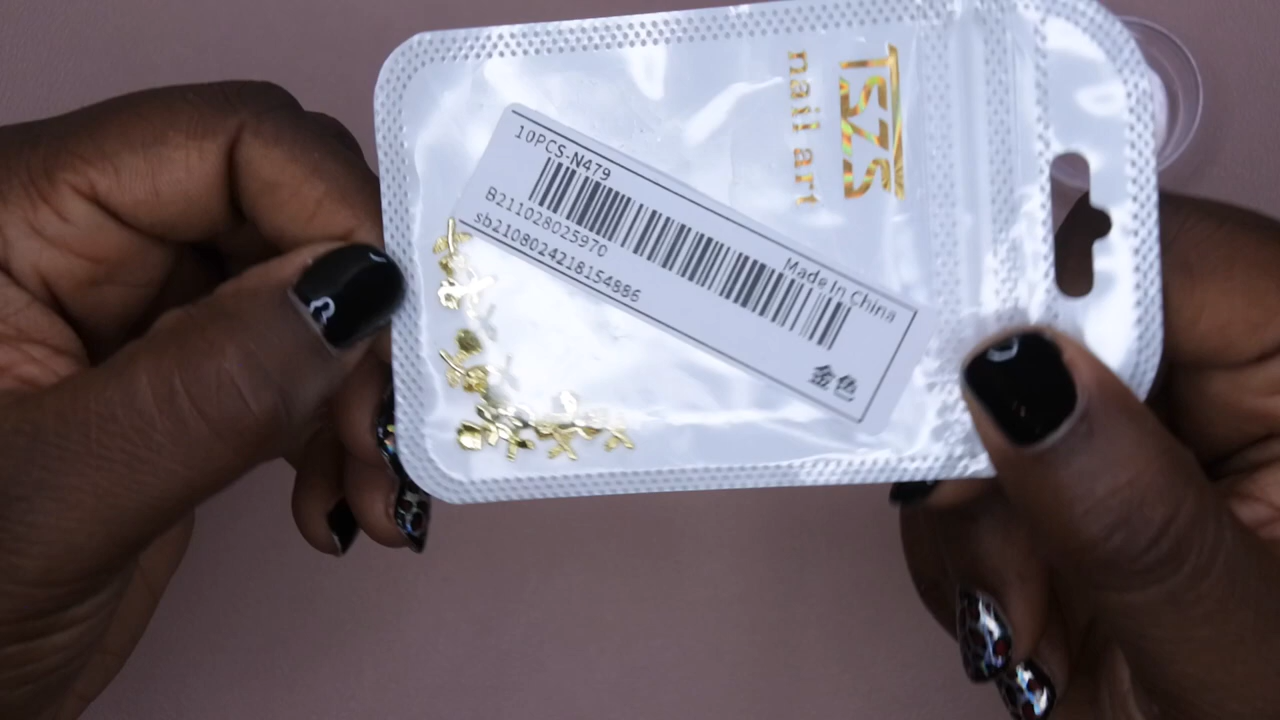 TSZS
nail art
10PCS-N479
Made In China
B211028025970
sb2108024218154886
金色